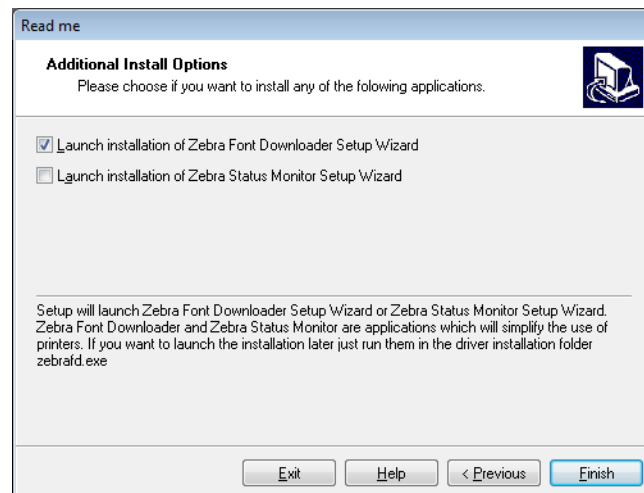 Read me
Additional Install Options
Please choose if you want to install any of the folowing applications.
Launch installation of Zebra Font Downloader Setup Wizard
Launch installation of Zebra Status Monitor Setup Wizard
Setup will launch Zebra Font Downloader Setup Wizard or Zebra Status Monitor Setup Wizard.
Zebra Font Downloader and Zebra Status Monitor are applications which will simplify the use of
printers. If you want to launch the installation later just run them in the driver installation folder
zebrafd.exe
Exit Help < Previous Finish